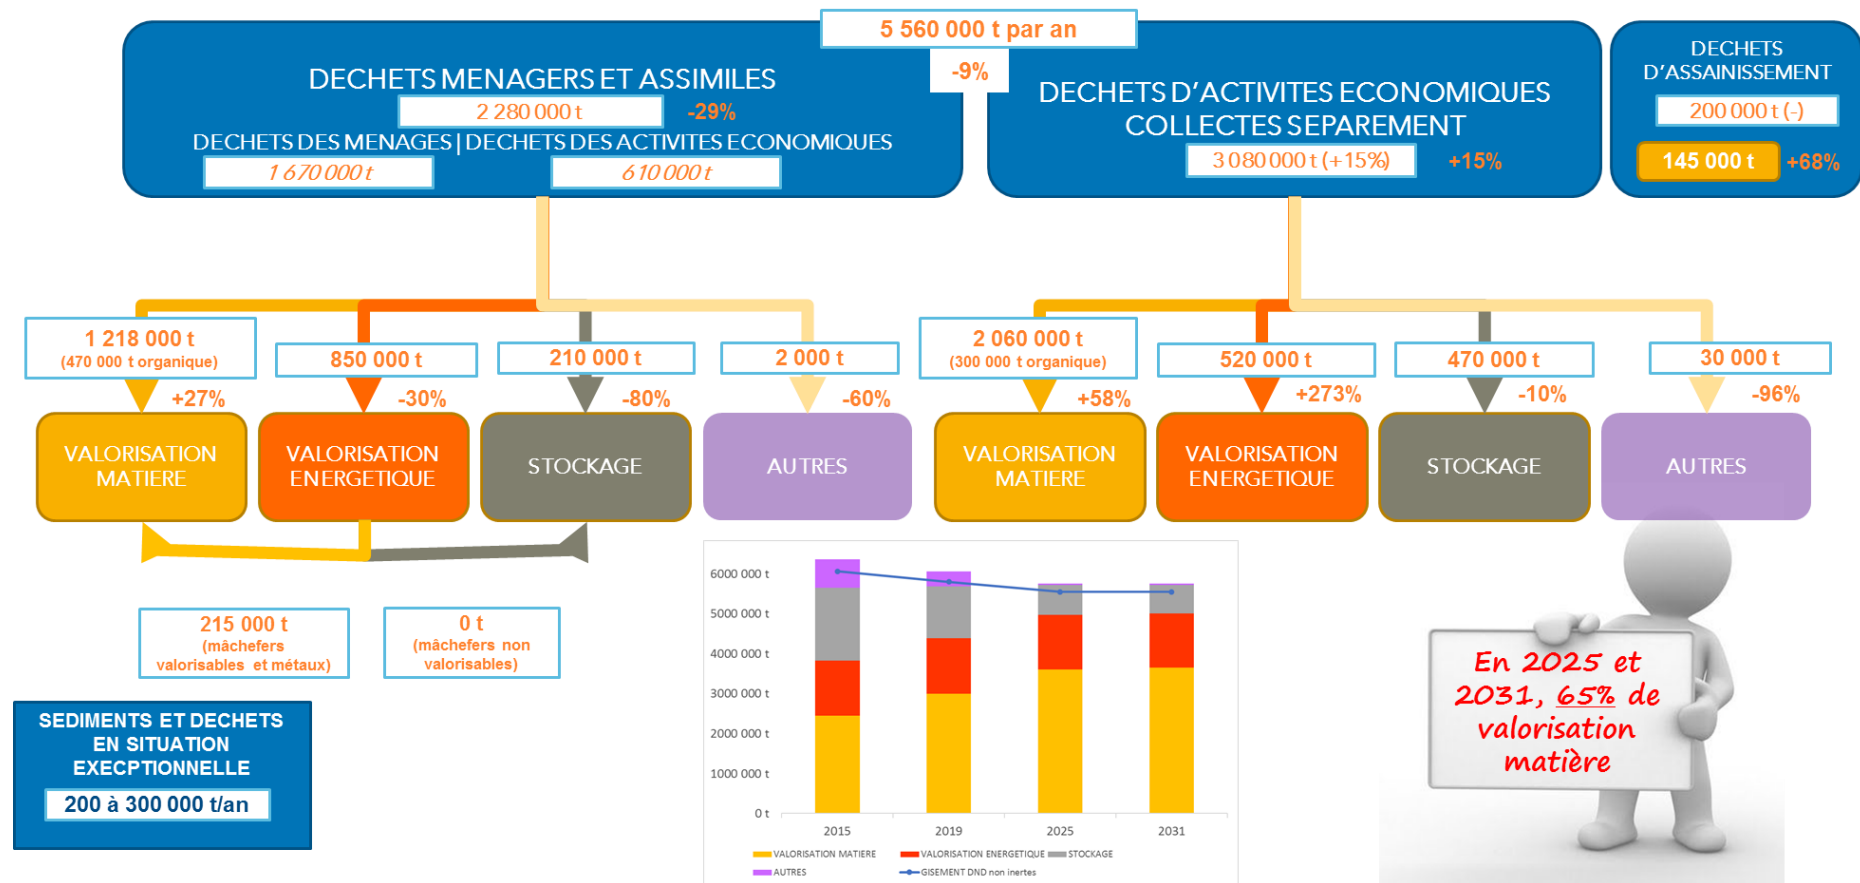 5 560 000 t par an
-9%
DECHETS MENAGERS ET ASSIMILES
2 280 000 t
-29%
DECHETS DES MENAGES | DECHETS DES ACTIVITES ECONOMIQUES
1 670 000 t
610 000 t
DECHETS D'ACTIVITES ECONOMIQUES
COLLECTES SEPAREMENT
3 080 000 t (+15%)
+15%
DECHETS
D'ASSAINISSEMENT
200 000 t (-)
145 000 t
+68%
1 218 000 t
(470 000 t organique)
+27%
VALORISATION
MATIERE
850 000 t
-30%
VALORISATION
ENERGETIQUE
210 000 t
-80%
STOCKAGE
2 000 t
-60%
AUTRES
2 060 000 t
(300 000 t organique)
+58%
VALORISATION
MATIERE
520 000 t
+273%
VALORISATION
ENERGETIQUE
470 000 t
-10%
STOCKAGE
30 000 t
-96%
AUTRES
215 000 t
(mâchefers
valorisables et métaux)
0 t
(mâchefers non
valorisables)
SEDIMENTS ET DECHETS
EN SITUATION
EXECPTIONNELLE
200 à 300 000 t/an
6000 000 t
5000 000 t
4000 000 t
3000 000 t
2000 000 t
1000 000 t
0 t
2015
2019
2025
2031
VALORISATION MATIERE
VALORISATION ENERGETIQUE
STOCKAGE
AUTRES
GISEMENT DND non inertes
En 2025 et
2031, 65% de
valorisation
matière